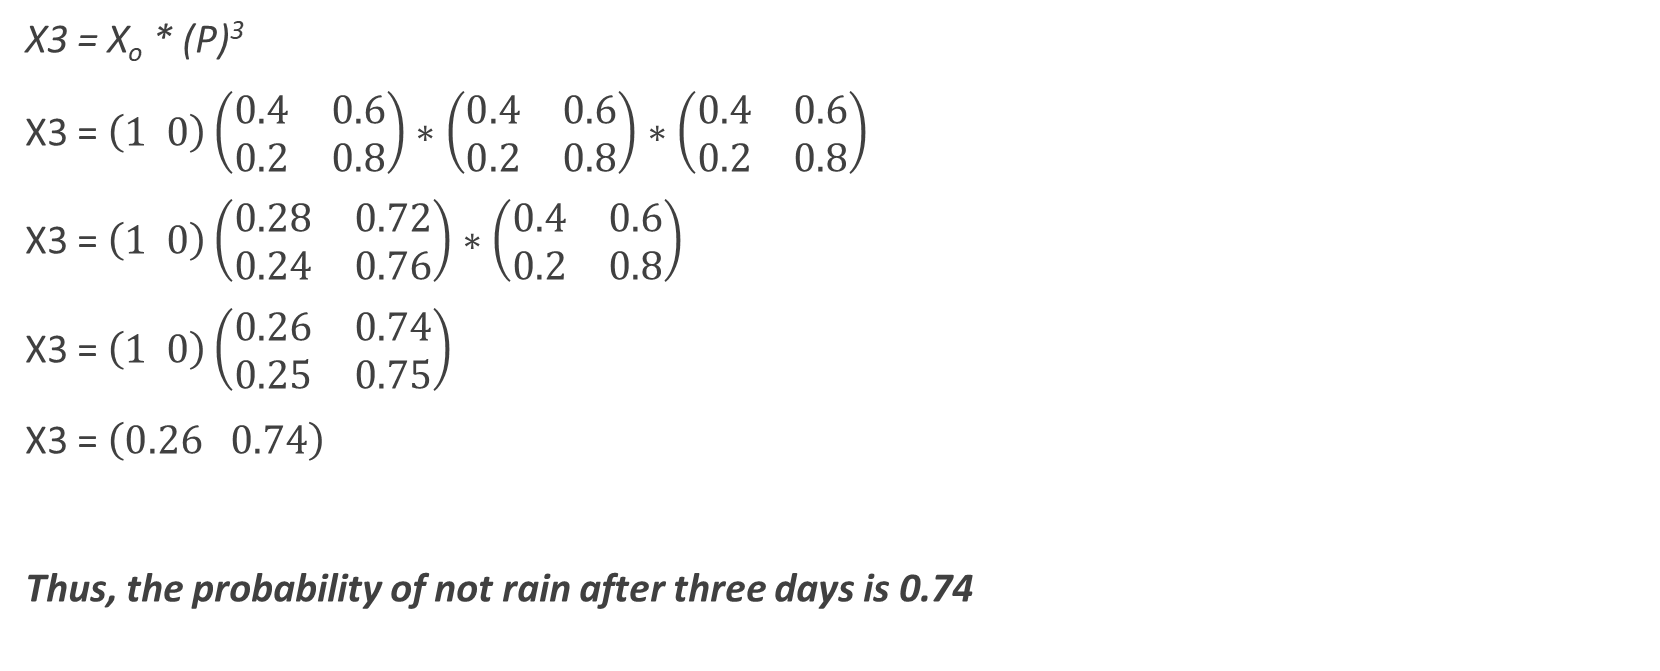 X3 = Xₒ * (P)³
X3 = (1 0) (0.4 0.6 0.2 0.8) * (0.4 0.6 0.2 0.8) * (0.4 0.6 0.2 0.8)
X3 = (1 0) (0.28 0.72 0.24 0.76) * (0.4 0.6 0.2 0.8)
X3 = (1 0) (0.26 0.74 0.25 0.75)
X3 = (0.26 0.74)
Thus, the probability of not rain after three days is 0.74